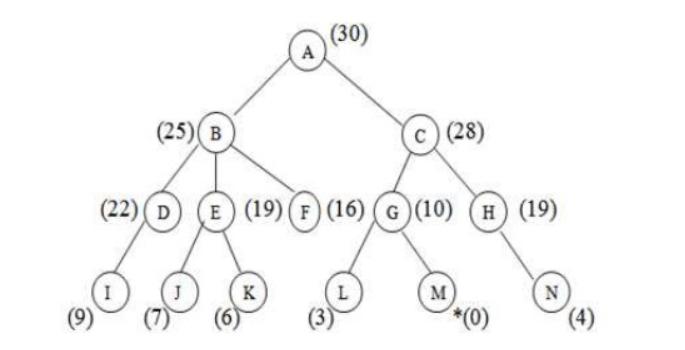 A (30)
(25) B C (28)
(22) D E (19) F (16) G (10) H (19)
I J K L M N
(9) (7) (6) (3) *(0) (4)